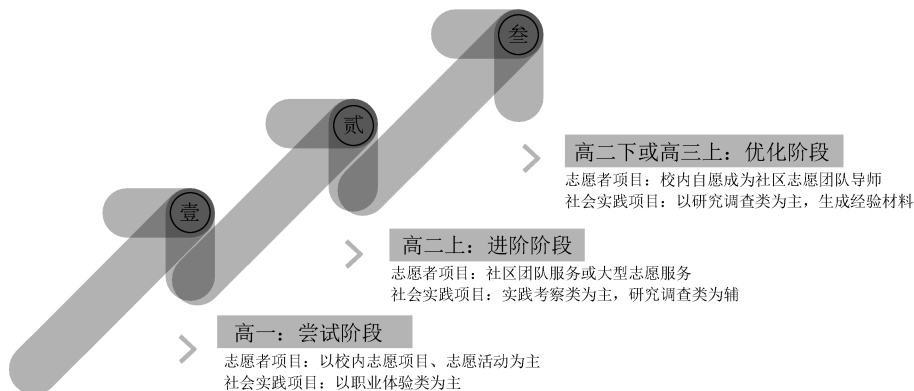 叁
高二下或高三上：优化阶段
志愿者项目：校内自愿成为社区志愿团队导师
社会实践项目：以研究调查类为主，生成经验材料
贰
高二上：进阶阶段
志愿者项目：社区团队服务或大型志愿服务
社会实践项目：实践考察类为主，研究调查类为辅
壹
高一：尝试阶段
志愿者项目：以校内志愿项目、志愿活动为主
社会实践项目：以职业体验类为主